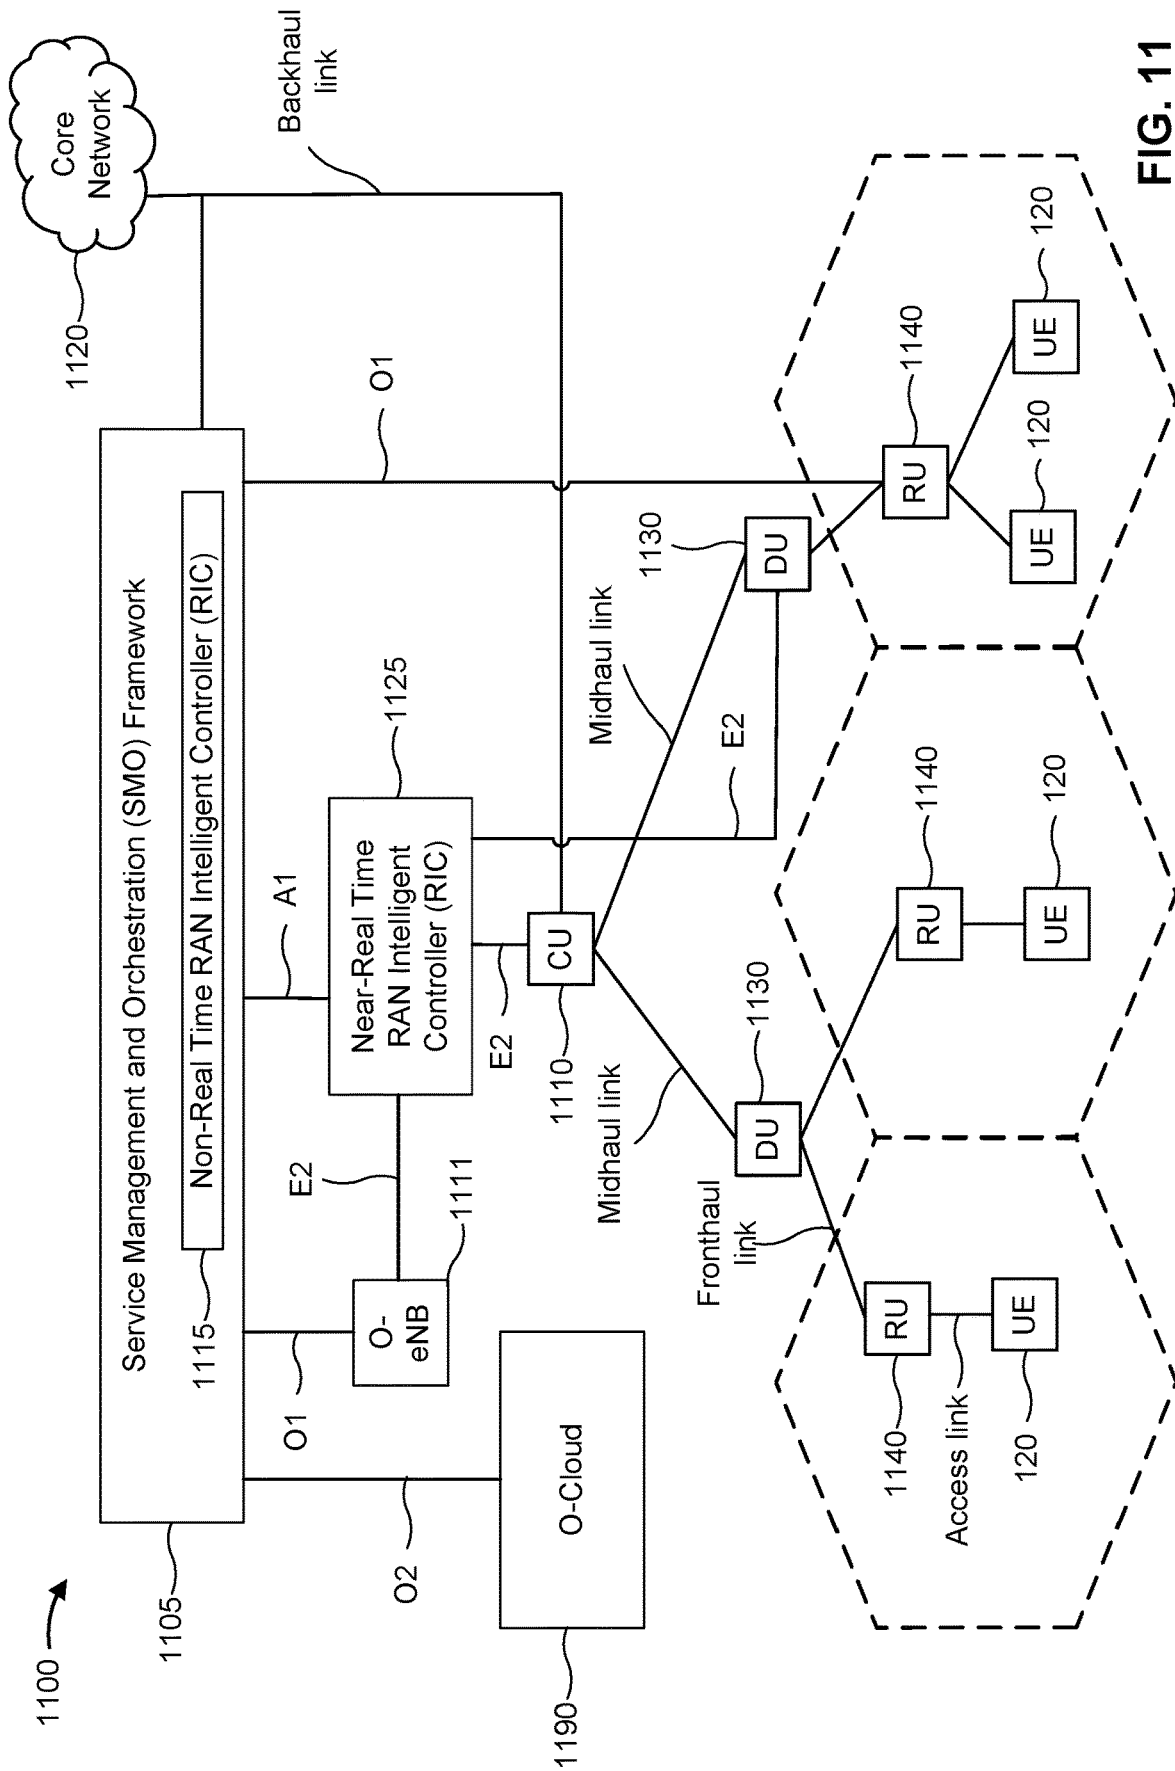 1100
1105
Service Management and Orchestration (SMO) Framework
1115
Non-Real Time RAN Intelligent Controller (RIC)
Core
Network
1120
Backhaul
link
O2
O1
A1
O1
O-Cloud
1190
O-
eNB
1111
E2
Near-Real Time
RAN Intelligent
Controller (RIC)
1125
E2
CU
1110
Midhaul link
Midhaul link
E2
DU
1130
DU
1130
Fronthaul
link
RU
1140
Access link
UE
120
RU
1140
UE
120
RU
1140
UE
120
UE
120
FIG. 11